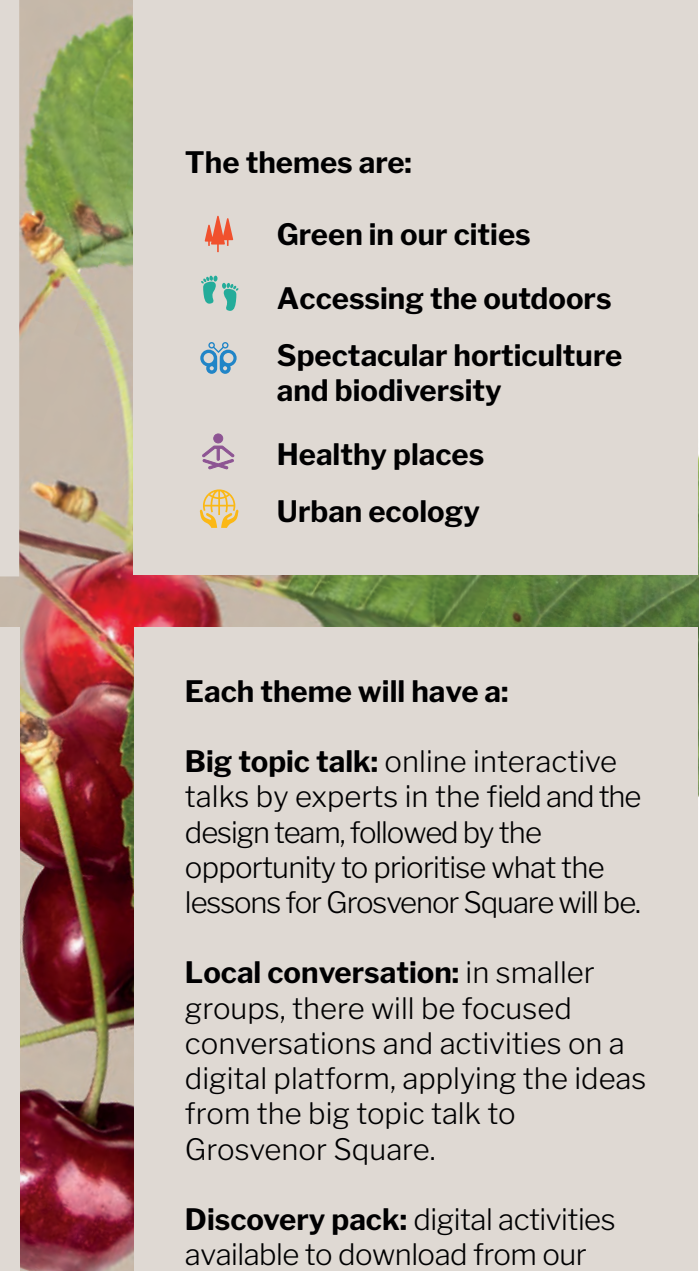 The themes are:
Green in our cities
Accessing the outdoors
Spectacular horticulture
and biodiversity
Healthy places
Urban ecology
Each theme will have a:
Big topic talk: online interactive
talks by experts in the field and the
design team, followed by the
opportunity to prioritise what the
lessons for Grosvenor Square will be.
Local conversation: in smaller
groups, there will be focused
conversations and activities on a
digital platform, applying the ideas
from the big topic talk to
Grosvenor Square.
Discovery pack: digital activities
available to download from our